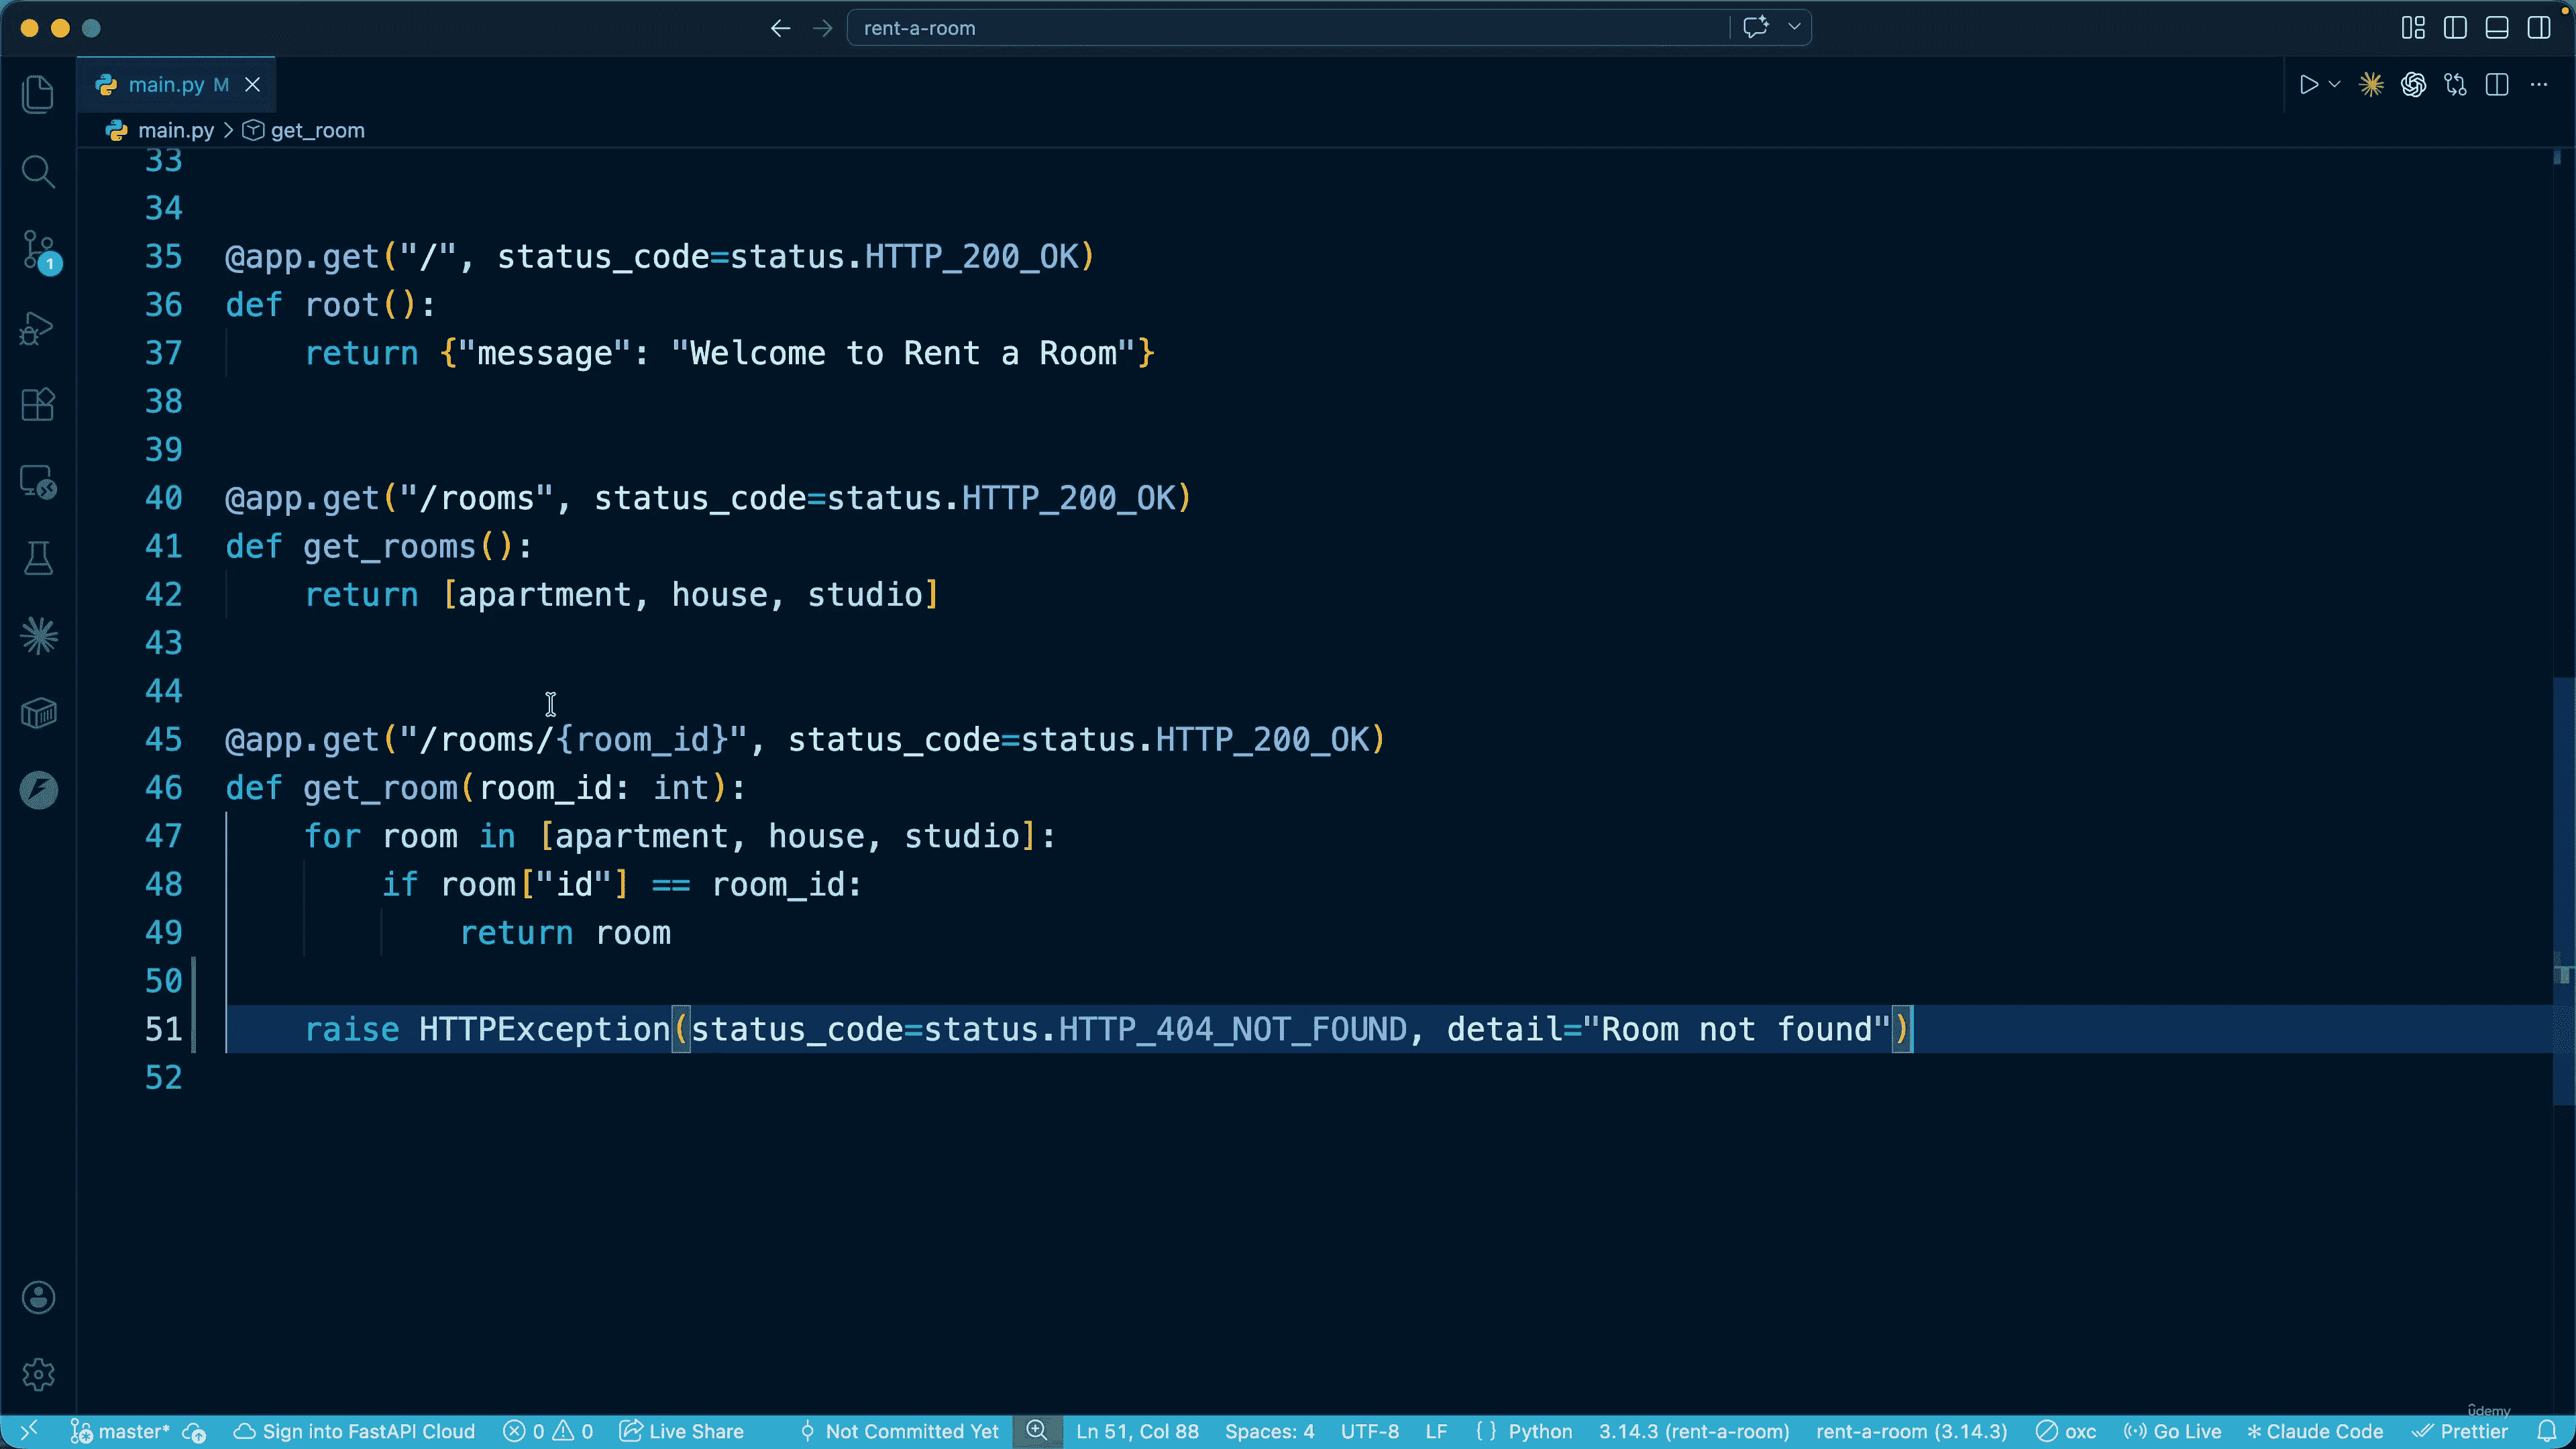 rent-a-room
main.py M
main.py > get_room
33
34
35 @app.get("/", status_code=status.HTTP_200_OK)
36 def root():
37     return {"message": "Welcome to Rent a Room"}
38
39
40 @app.get("/rooms", status_code=status.HTTP_200_OK)
41 def get_rooms():
42     return [apartment, house, studio]
43
44
45 @app.get("/rooms/{room_id}", status_code=status.HTTP_200_OK)
46 def get_room(room_id: int):
47     for room in [apartment, house, studio]:
48         if room["id"] == room_id:
49             return room
50
51     raise HTTPException(status_code=status.HTTP_404_NOT_FOUND, detail="Room not found")
52
1
udemy
master* Sign into FastAPI Cloud 0 0 Live Share Not Committed Yet Ln 51, Col 88 Spaces: 4 UTF-8 LF { } Python 3.14.3 (rent-a-room) rent-a-room (3.14.3) oxc Go Live Claude Code Prettier